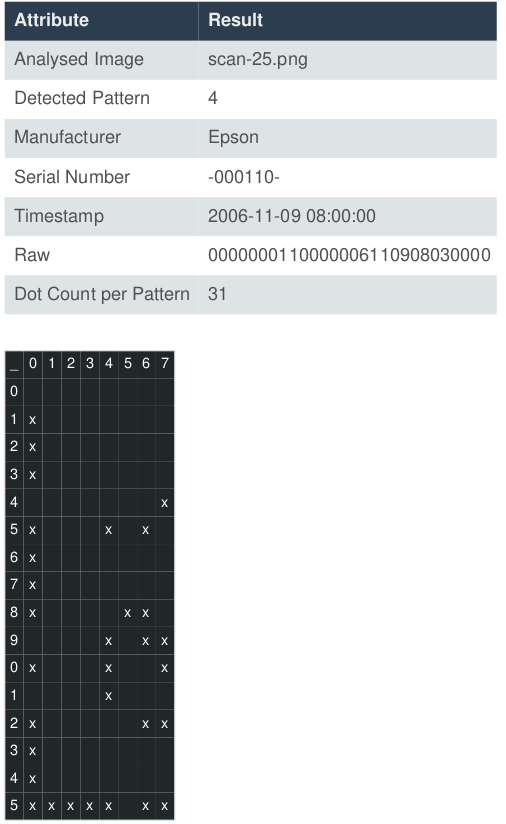 Attribute Result
Analysed Image scan-25.png
Detected Pattern 4
Manufacturer Epson
Serial Number -000110-
Timestamp 2006-11-09 08:00:00
Raw 0000000110000006110908030000
Dot Count per Pattern 31
_ 0 1 2 3 4 5 6 7
0
1 x
2 x
3 x
4 x
5 x x x
6 x
7 x
8 x x x
9 x x x
0 x x x
1 x
2 x x x
3 x
4 x
5 x x x x x x x